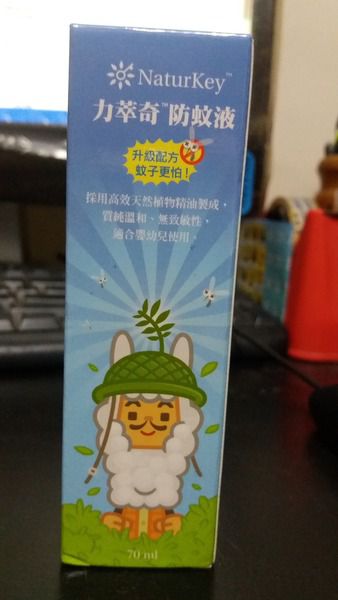 NaturKey™
力萃奇™防蚊液
升級配方
蚊子更怕！
採用高效天然植物精油製成，
質純溫和、無致敏性，
適合嬰幼兒使用。
70 ml